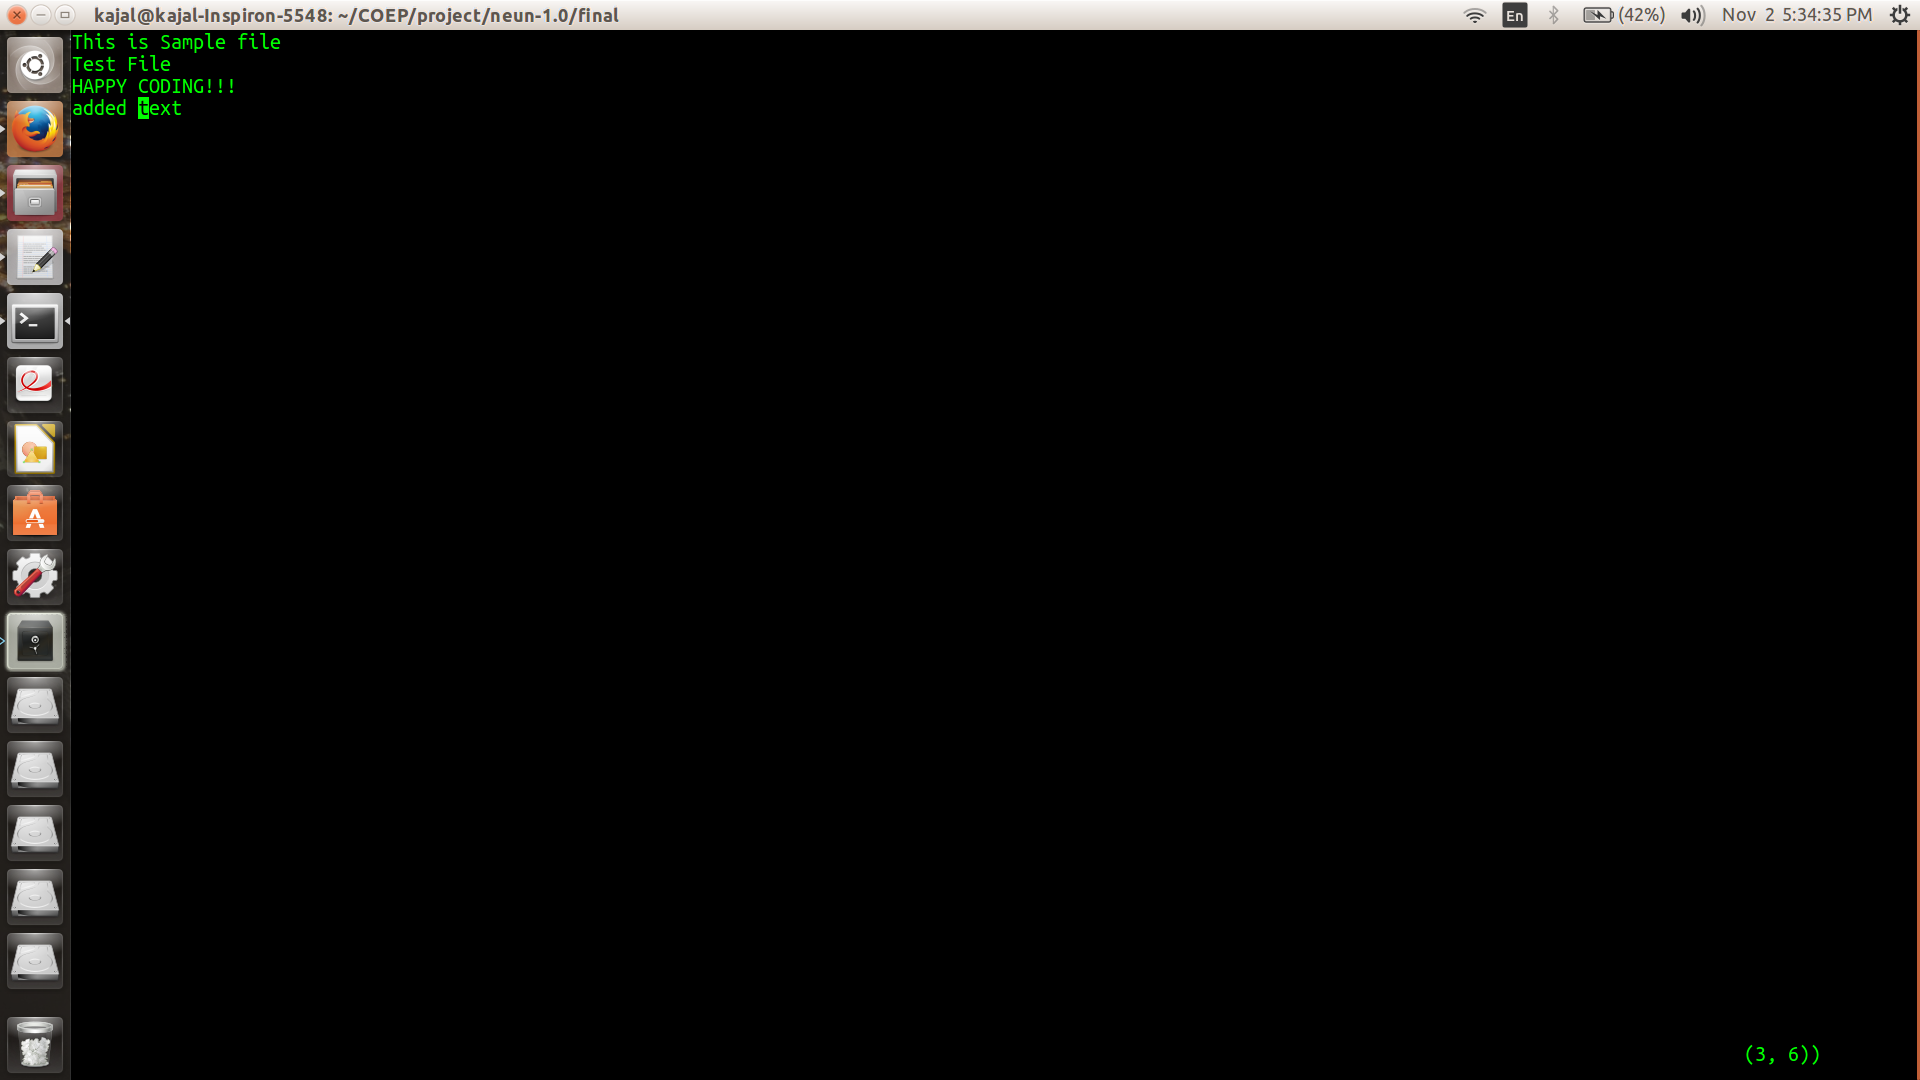 kajal@kajal-Inspiron-5548: ~/COEP/project/neun-1.0/final
En
(42%)
Nov 2 5:34:35 PM
This is Sample file
Test File
HAPPY CODING!!!
added text
(3, 6))